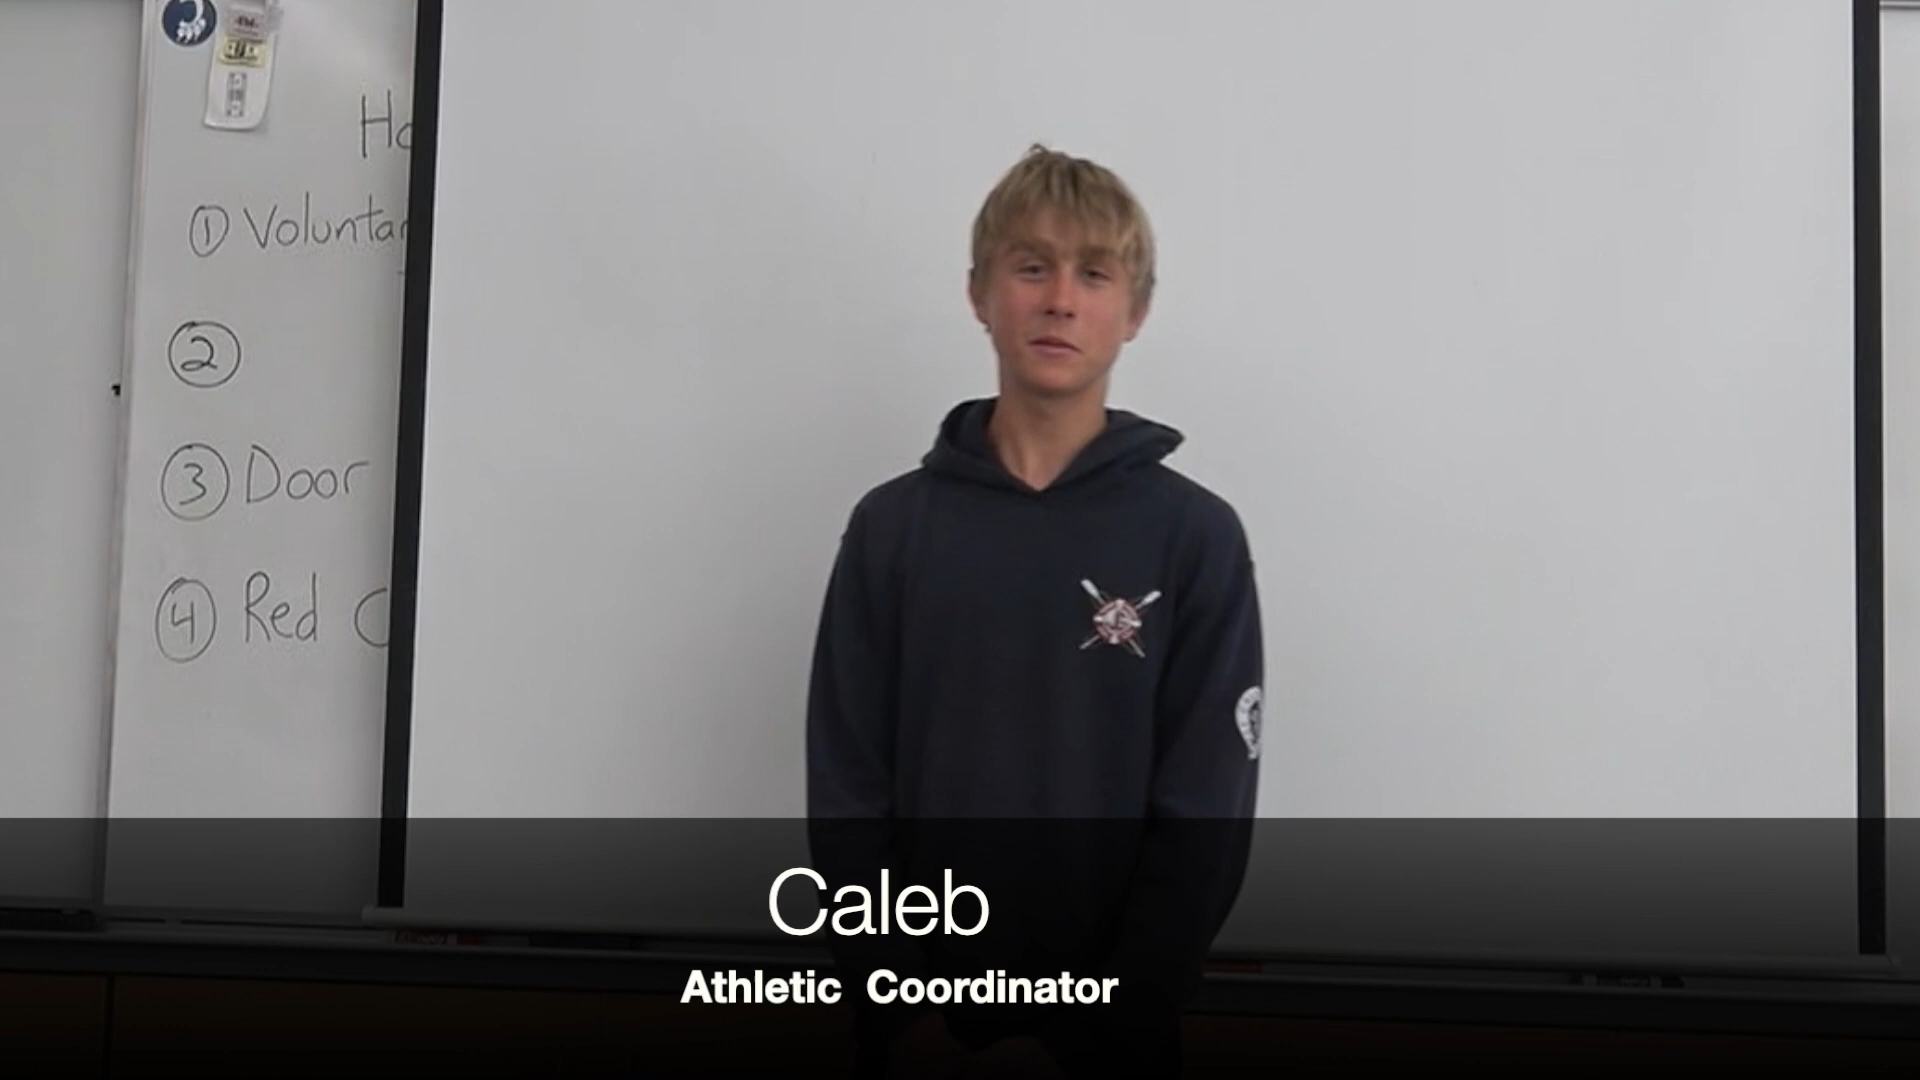 Ho
① Voluntar
②
③ Door
④ Red C
Caleb
Athletic Coordinator